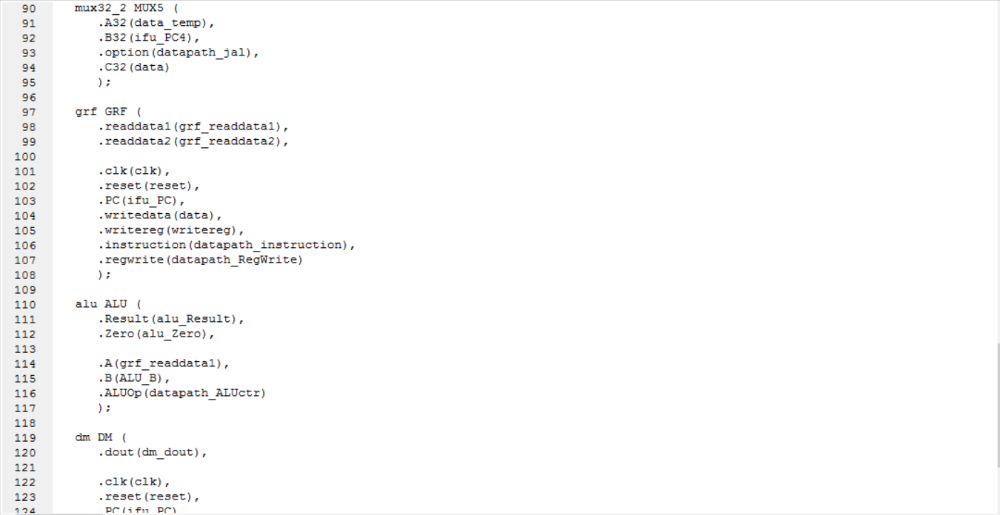 90 mux32_2 MUX5 (
91 .A32(data_temp),
92 .B32(ifu_PC4),
93 .option(datapath_jal),
94 .C32(data)
95 );
96
97 grf GRF (
98 .readdata1(grf_readdata1),
99 .readdata2(grf_readdata2),
100
101 .clk(clk),
102 .reset(reset),
103 .PC(ifu_PC),
104 .writedata(data),
105 .writereg(writereg),
106 .instruction(datapath_instruction),
107 .regwrite(datapath_RegWrite)
108 );
109
110 alu ALU (
111 .Result(alu_Result),
112 .Zero(alu_Zero),
113
114 .A(grf_readdata1),
115 .B(ALU_B),
116 .ALUOp(datapath_ALUctr)
117 );
118
119 dm DM (
120 .dout(dm_dout),
121
122 .clk(clk),
123 .reset(reset),
124 PC(ifu PC)